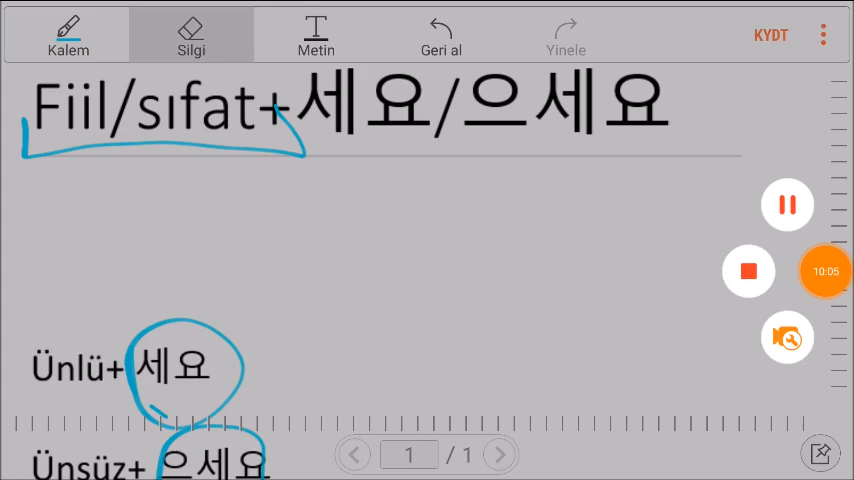 Kalem Silgi Metin Geri al Yinele KYDT
Fiil/sıfat+세요/으세요
10:05
Ünlü+ 세요
1 / 1
Ünsüz+ 으세요